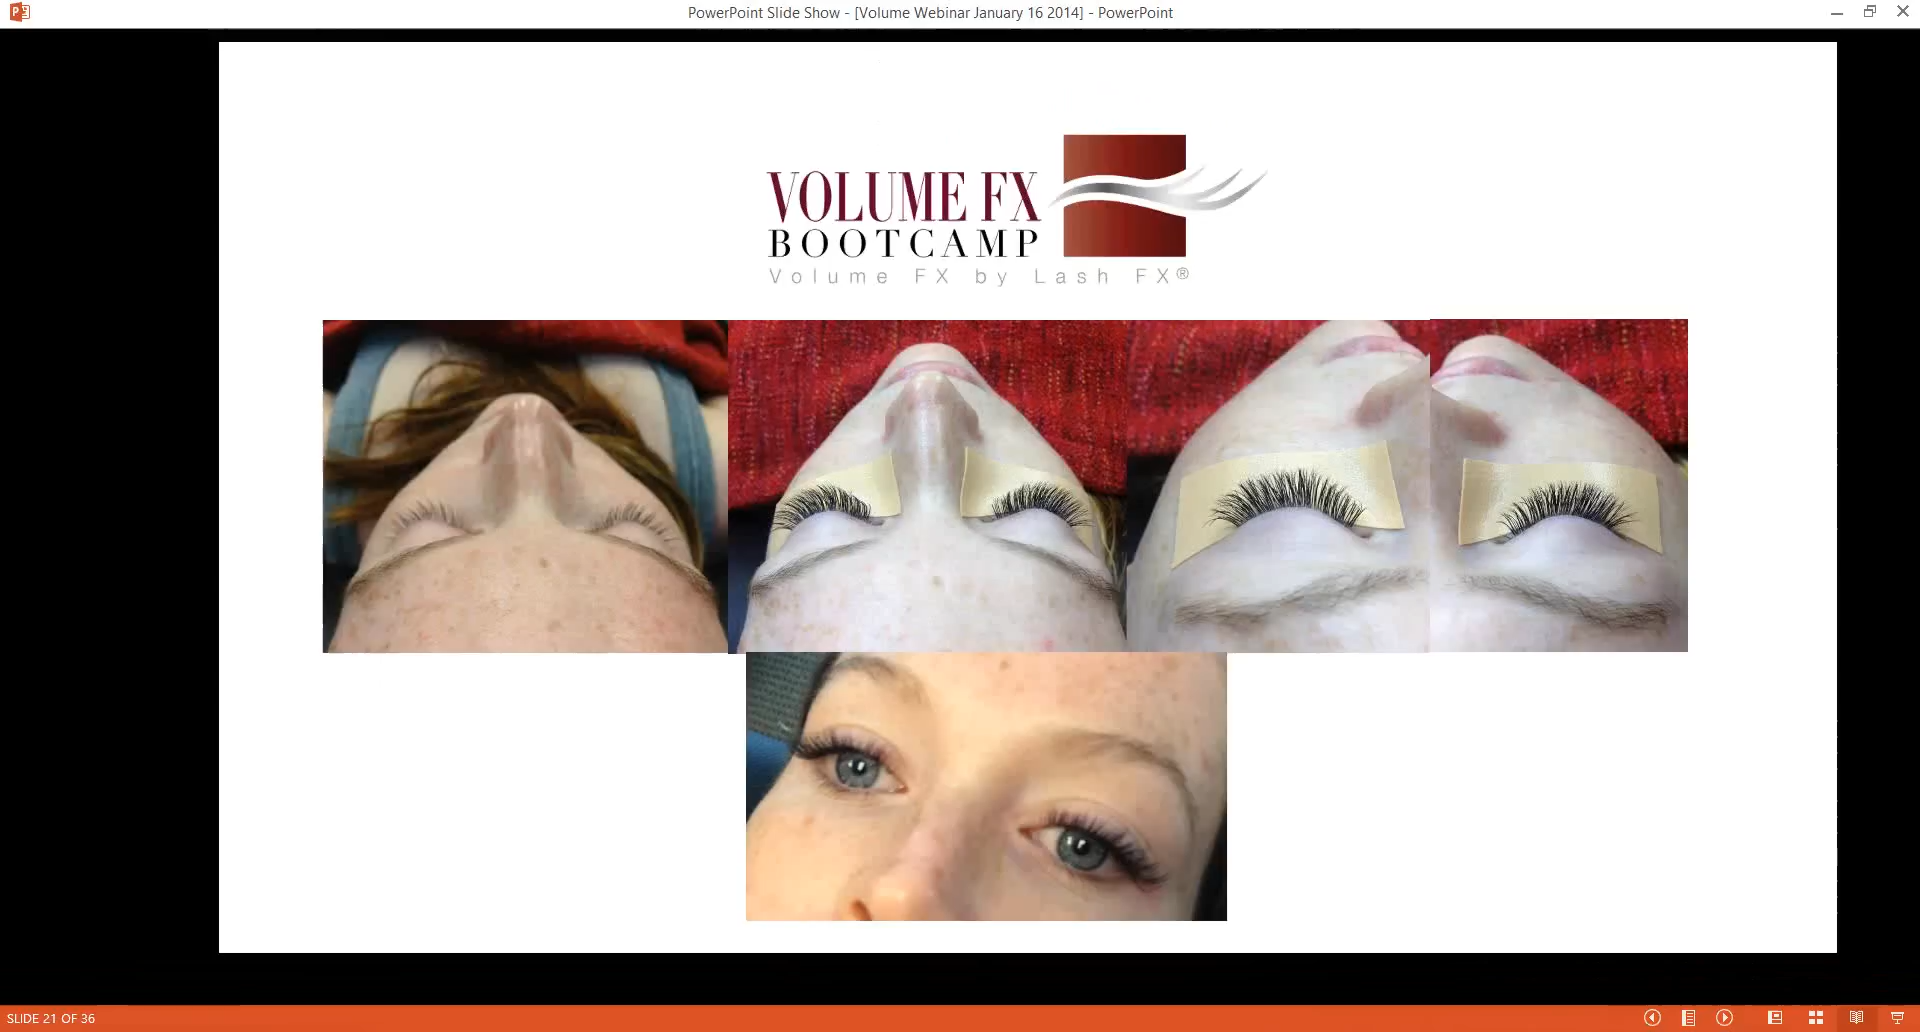 PowerPoint Slide Show - [Volume Webinar January 16 2014] - PowerPoint
VOLUME FX
BOOTCAMP
Volume FX by Lash FX®
SLIDE 21 OF 36